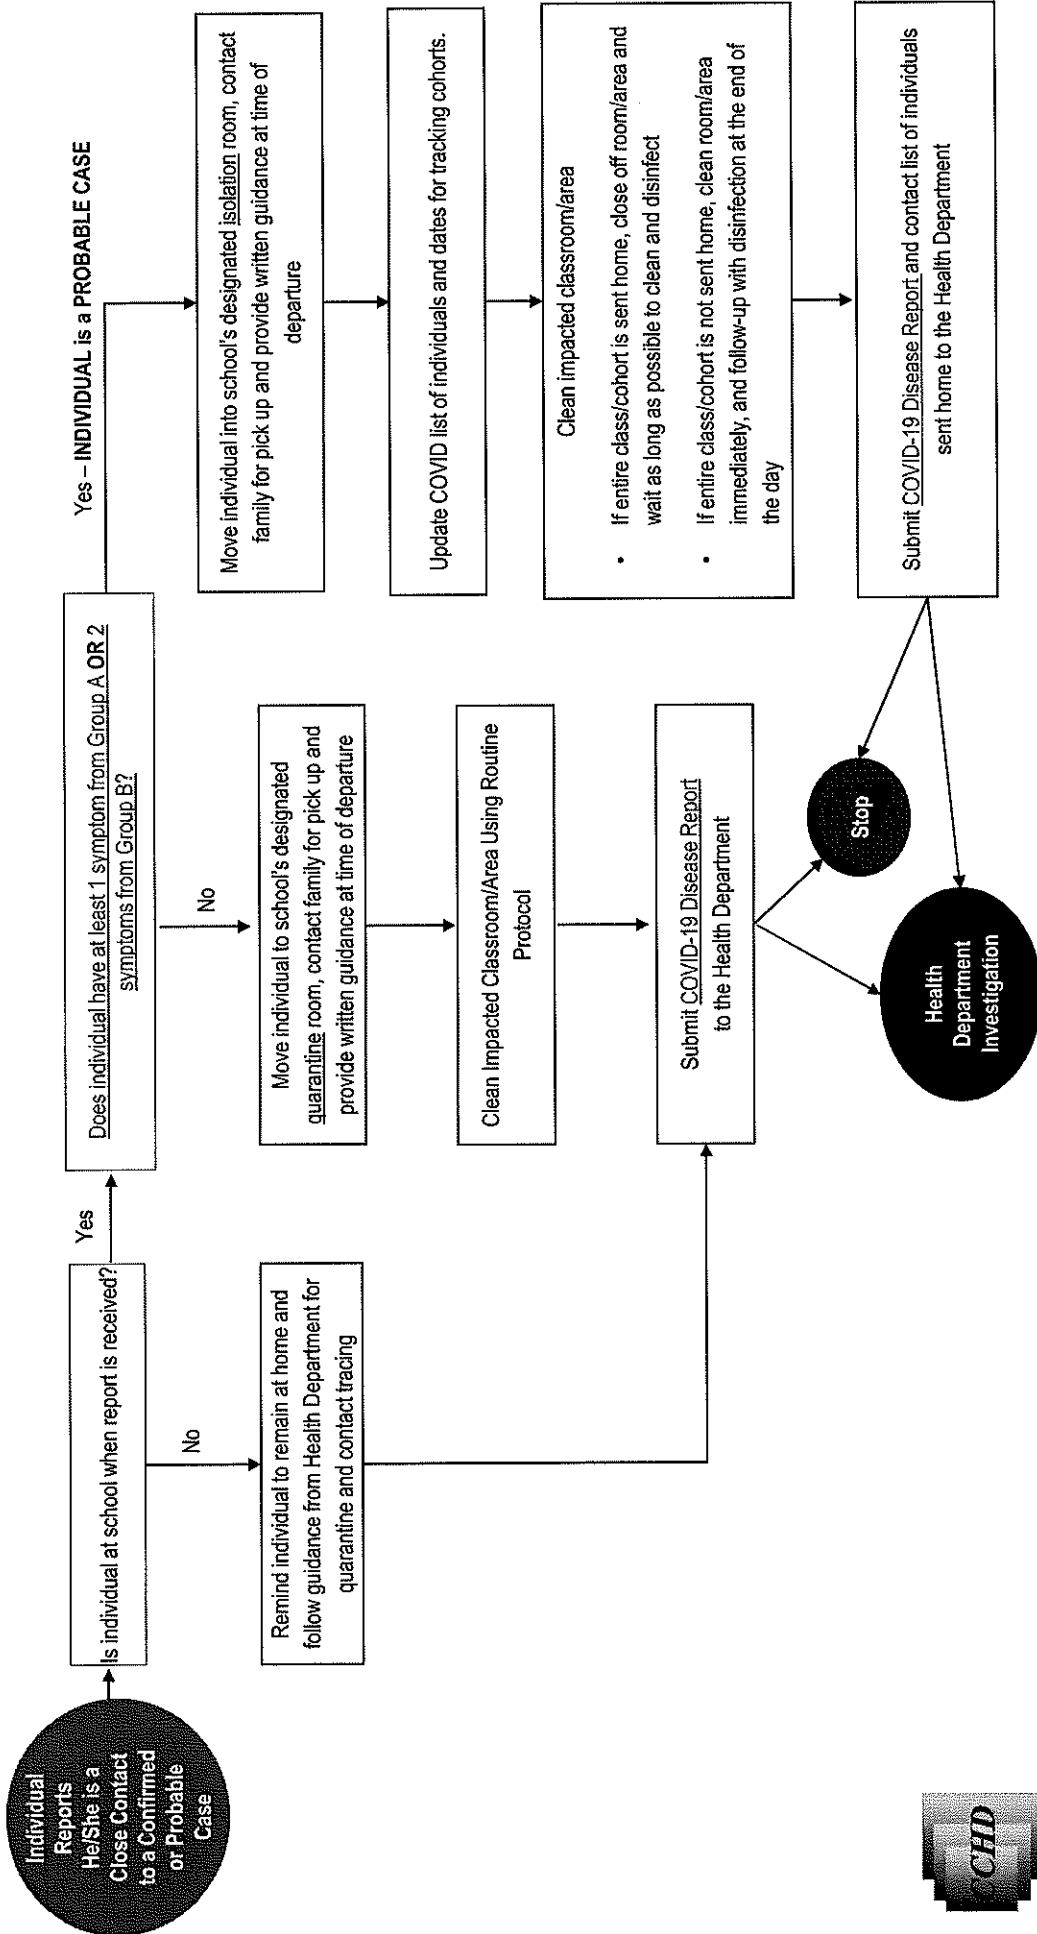 Individual
Reports
He/She is a
Close Contact
to a Confirmed
or Probable
Case
Is individual at school when report is received?
Yes
No
Remind individual to remain at home and
follow guidance from Health Department for
quarantine and contact tracing
Does individual have at least 1 symptom from Group A OR 2
symptoms from Group B?
No
Move individual to school's designated
quarantine room, contact family for pick up and
provide written guidance at time of departure
Clean Impacted Classroom/Area Using Routine
Protocol
Submit COVID-19 Disease Report
to the Health Department
Yes – INDIVIDUAL is a PROBABLE CASE
Move individual into school's designated isolation room, contact
family for pick up and provide written guidance at time of
departure
Update COVID list of individuals and dates for tracking cohorts.
Clean impacted classroom/area
• If entire class/cohort is sent home, close off room/area and
wait as long as possible to clean and disinfect
• If entire class/cohort is not sent home, clean room/area
immediately, and follow-up with disinfection at the end of
the day
Submit COVID-19 Disease Report and contact list of individuals
sent home to the Health Department
Stop
Health
Department
Investigation
CCHD